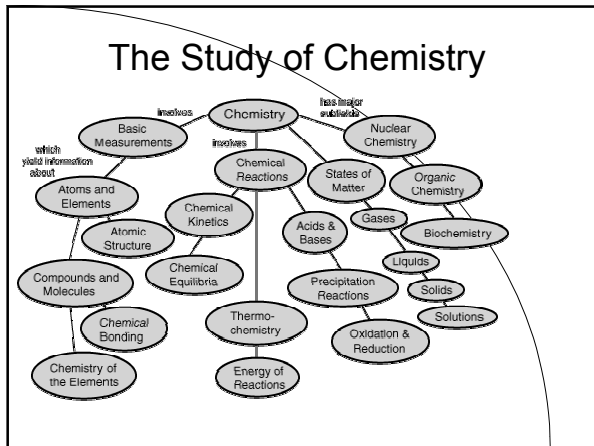 The Study of Chemistry
involves
Chemistry
has major
subfields
Basic
Measurements
Nuclear
Chemistry
which
yield information
about
involves
Chemical
Reactions
States of
Matter
Organic
Chemistry
Atoms and
Elements
Chemical
Kinetics
Gases
Acids &
Bases
Biochemistry
Atomic
Structure
Liquids
Chemical
Equilibria
Compounds and
Molecules
Precipitation
Reactions
Solids
Solutions
Chemical
Bonding
Thermo-
chemistry
Oxidation &
Reduction
Chemistry of
the Elements
Energy of
Reactions